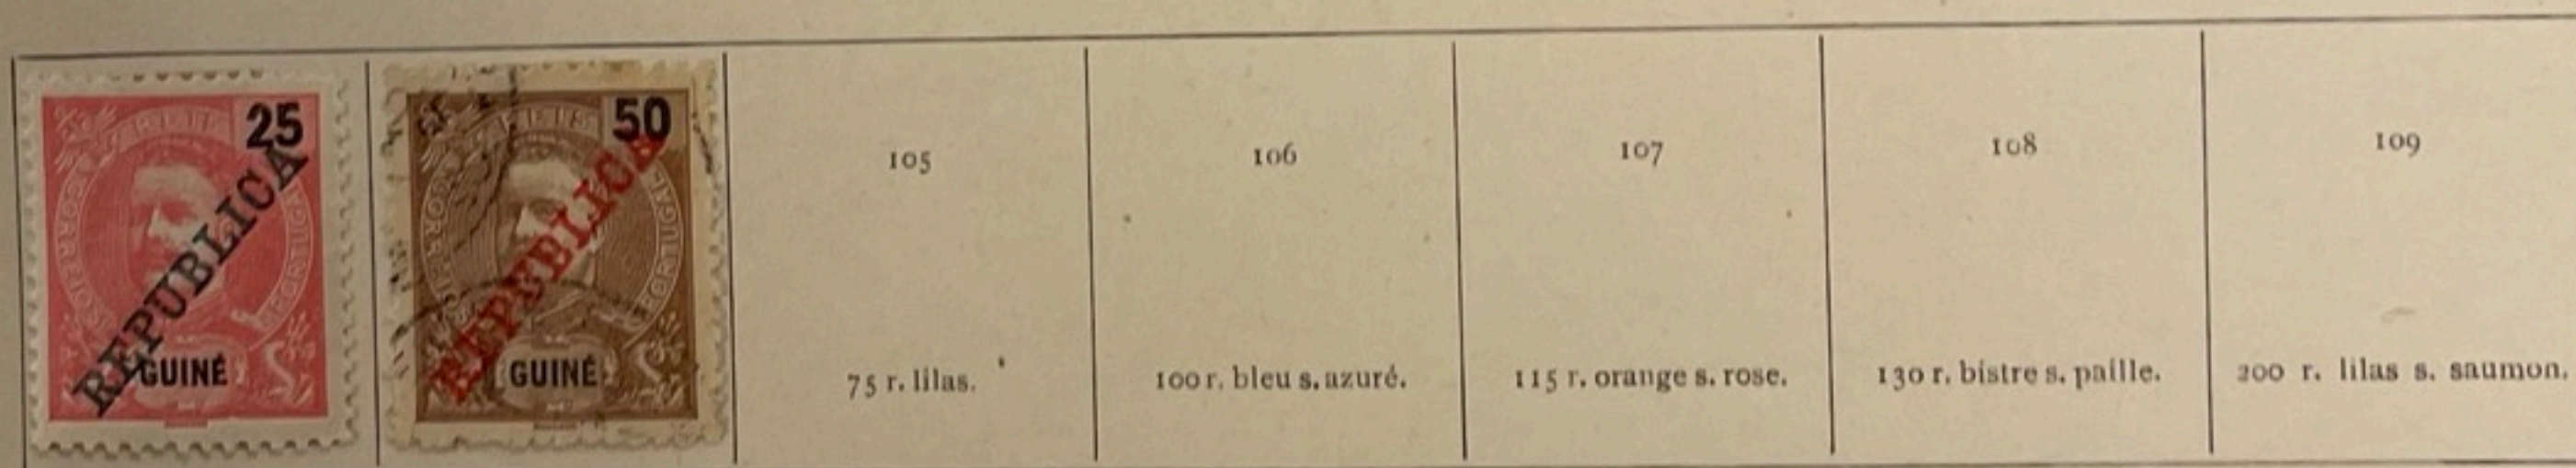 25
REPUBLICA
GUINÉ
50
REPUBLICA
GUINÉ
105
75 r. lilas.
106
100 r. bleu s. azuré.
107
115 r. orange s. rose.
108
130 r. bistre s. paille.
109
200 r. lilas s. saumon.